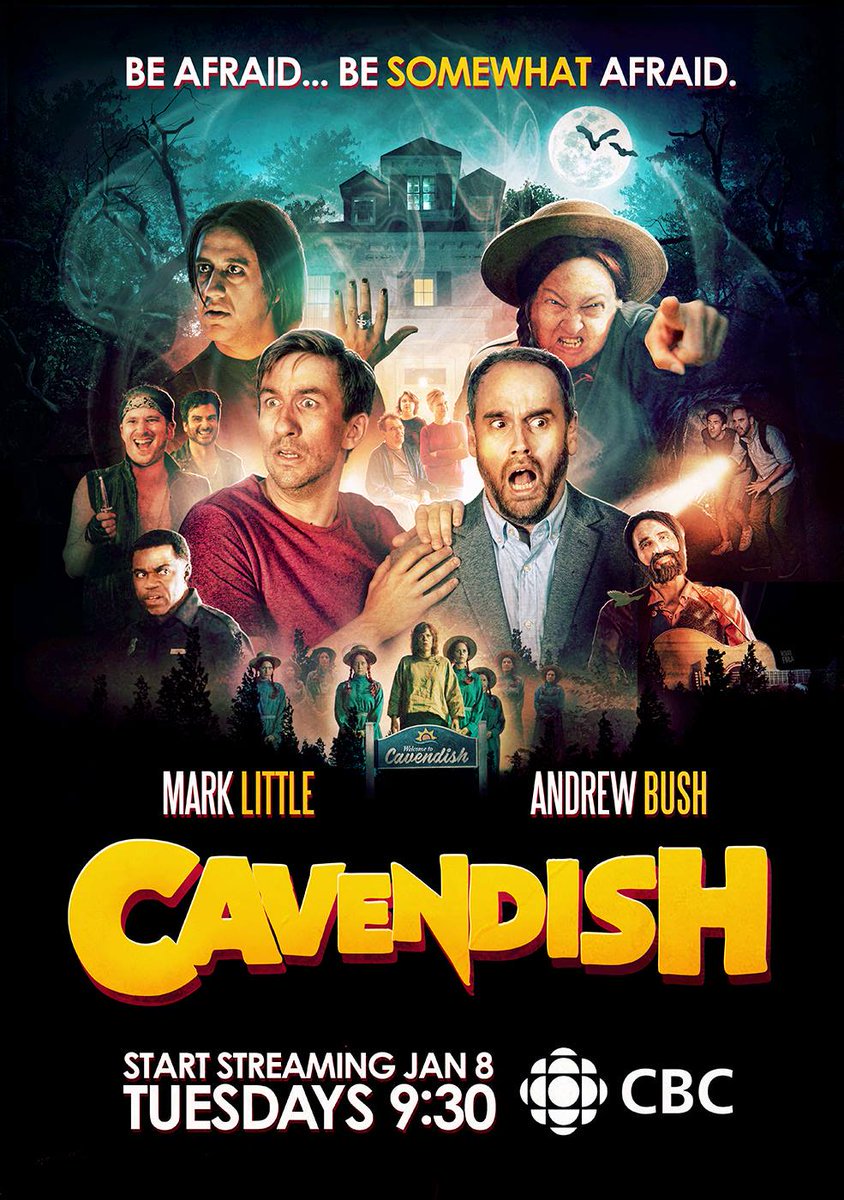 BE AFRAID... BE SOMEWHAT AFRAID.
Welcome to
Cavendish
MARK LITTLE
ANDREW BUSH
CAVENDISH
START STREAMING JAN 8
TUESDAYS 9:30
CBC